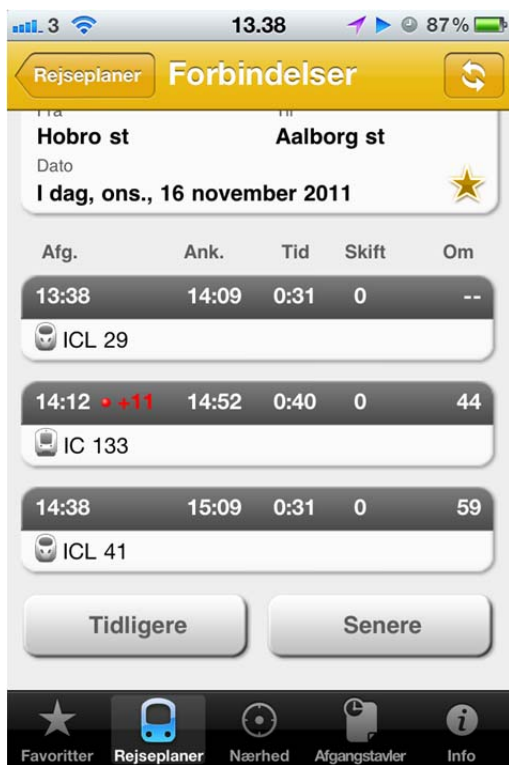 3 13.38 87%
Rejseplaner Forbindelser
Fra Til
Hobro st Aalborg st
Dato
I dag, ons., 16 november 2011
Afg. Ank. Tid Skift Om
13:38 14:09 0:31 0 --
ICL 29
14:12 +11 14:52 0:40 0 44
IC 133
14:38 15:09 0:31 0 59
ICL 41
Tidligere Senere
Favoritter Rejseplaner Nærhed Afgangstavler Info